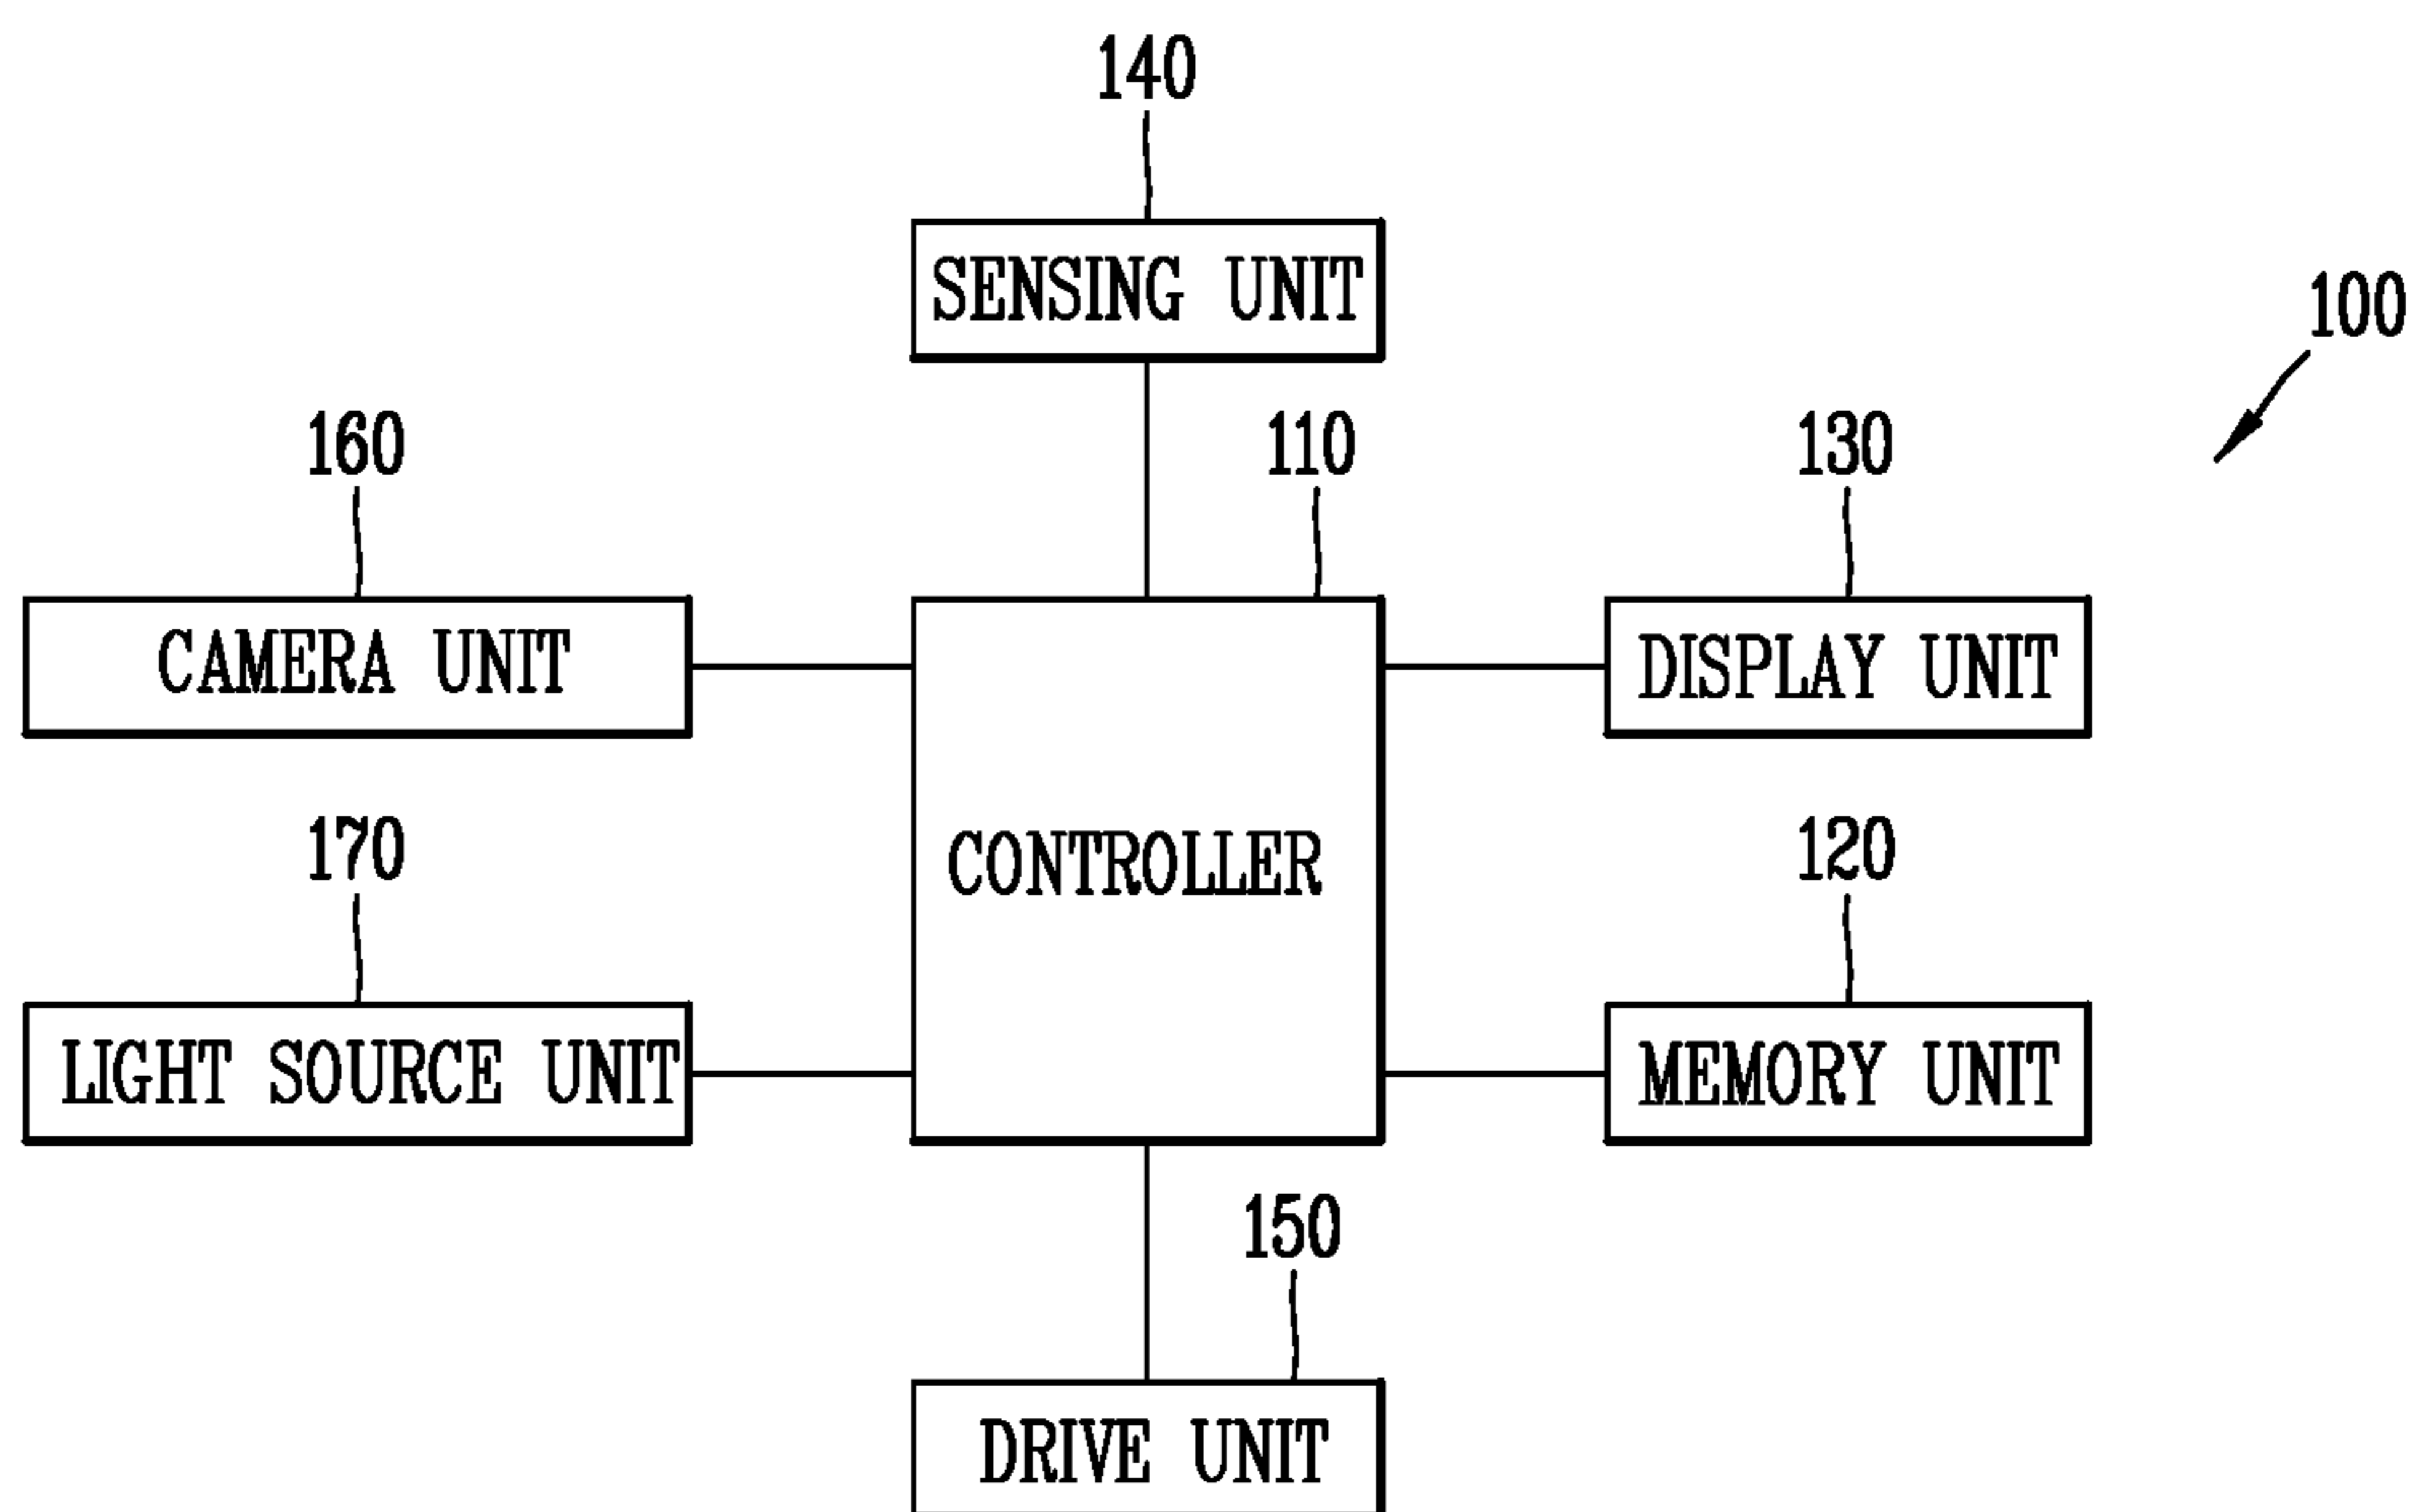 140
SENSING UNIT
100
160
110
130
CAMERA UNIT
DISPLAY UNIT
170
CONTROLLER
120
LIGHT SOURCE UNIT
MEMORY UNIT
150
DRIVE UNIT